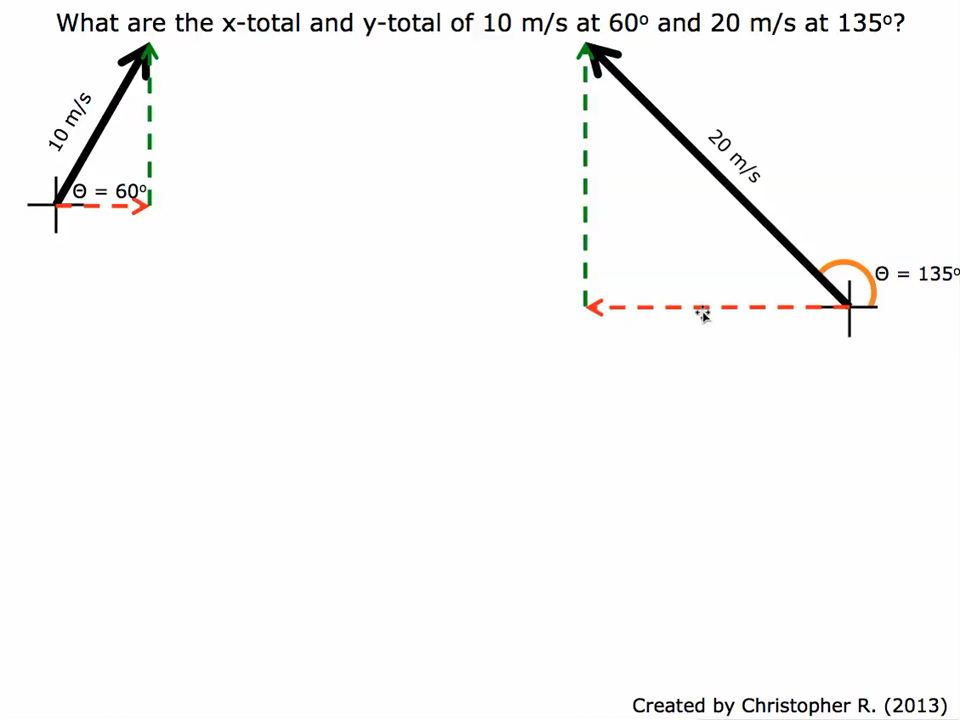 What are the x-total and y-total of 10 m/s at 60º and 20 m/s at 135º?
10 m/s
Θ = 60º
20 m/s
Θ = 135º
Created by Christopher R. (2013)